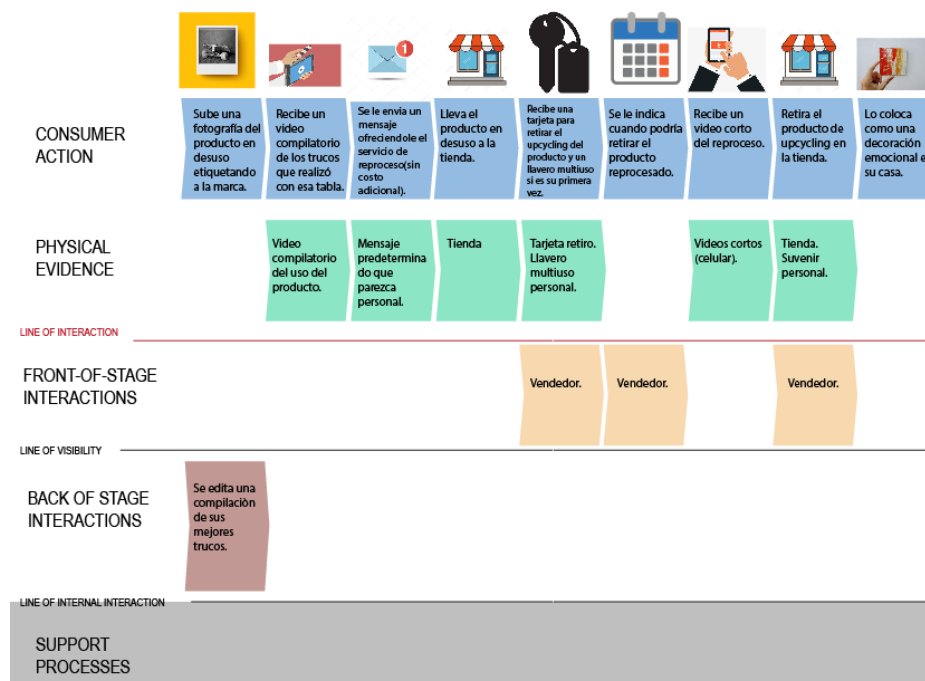 1
CONSUMER
ACTION
Sube una
fotografía del
producto en
desuso
etiquetando
a la marca.
Recibe un
video
compilatorio
de los trucos
que realizó
con esa tabla.
Se le envia un
mensaje
ofreciendole el
servicio de
reproceso(sin
costo
adicional).
Lleva el
producto en
desuso a la
tienda.
Recibe una
tarjeta para
retirar el
upcycling del
producto y un
llavero multiuso
si es su primera
vez.
Se le indica
cuando podría
retirar el
producto
reprocesado.
Recibe un
video corto
del reproceso.
Retira el
producto de
upcycling en
la tienda.
Lo coloca
como una
decoración
emocional e
su casa.
PHYSICAL
EVIDENCE
Video
compilatorio
del uso del
producto.
Mensaje
predetermina
do que
parezca
personal.
Tienda
Tarjeta retiro.
Llavero
multiuso
personal.
Videos cortos
(celular).
Tienda.
Suvenir
personal.
LINE OF INTERACTION
FRONT-OF-STAGE
INTERACTIONS
Vendedor.
Vendedor.
Vendedor.
LINE OF VISIBILITY
BACK OF STAGE
INTERACTIONS
Se edita una
compilaciòn
de sus
mejores
trucos.
LINE OF INTERNAL INTERACTION
SUPPORT
PROCESSES